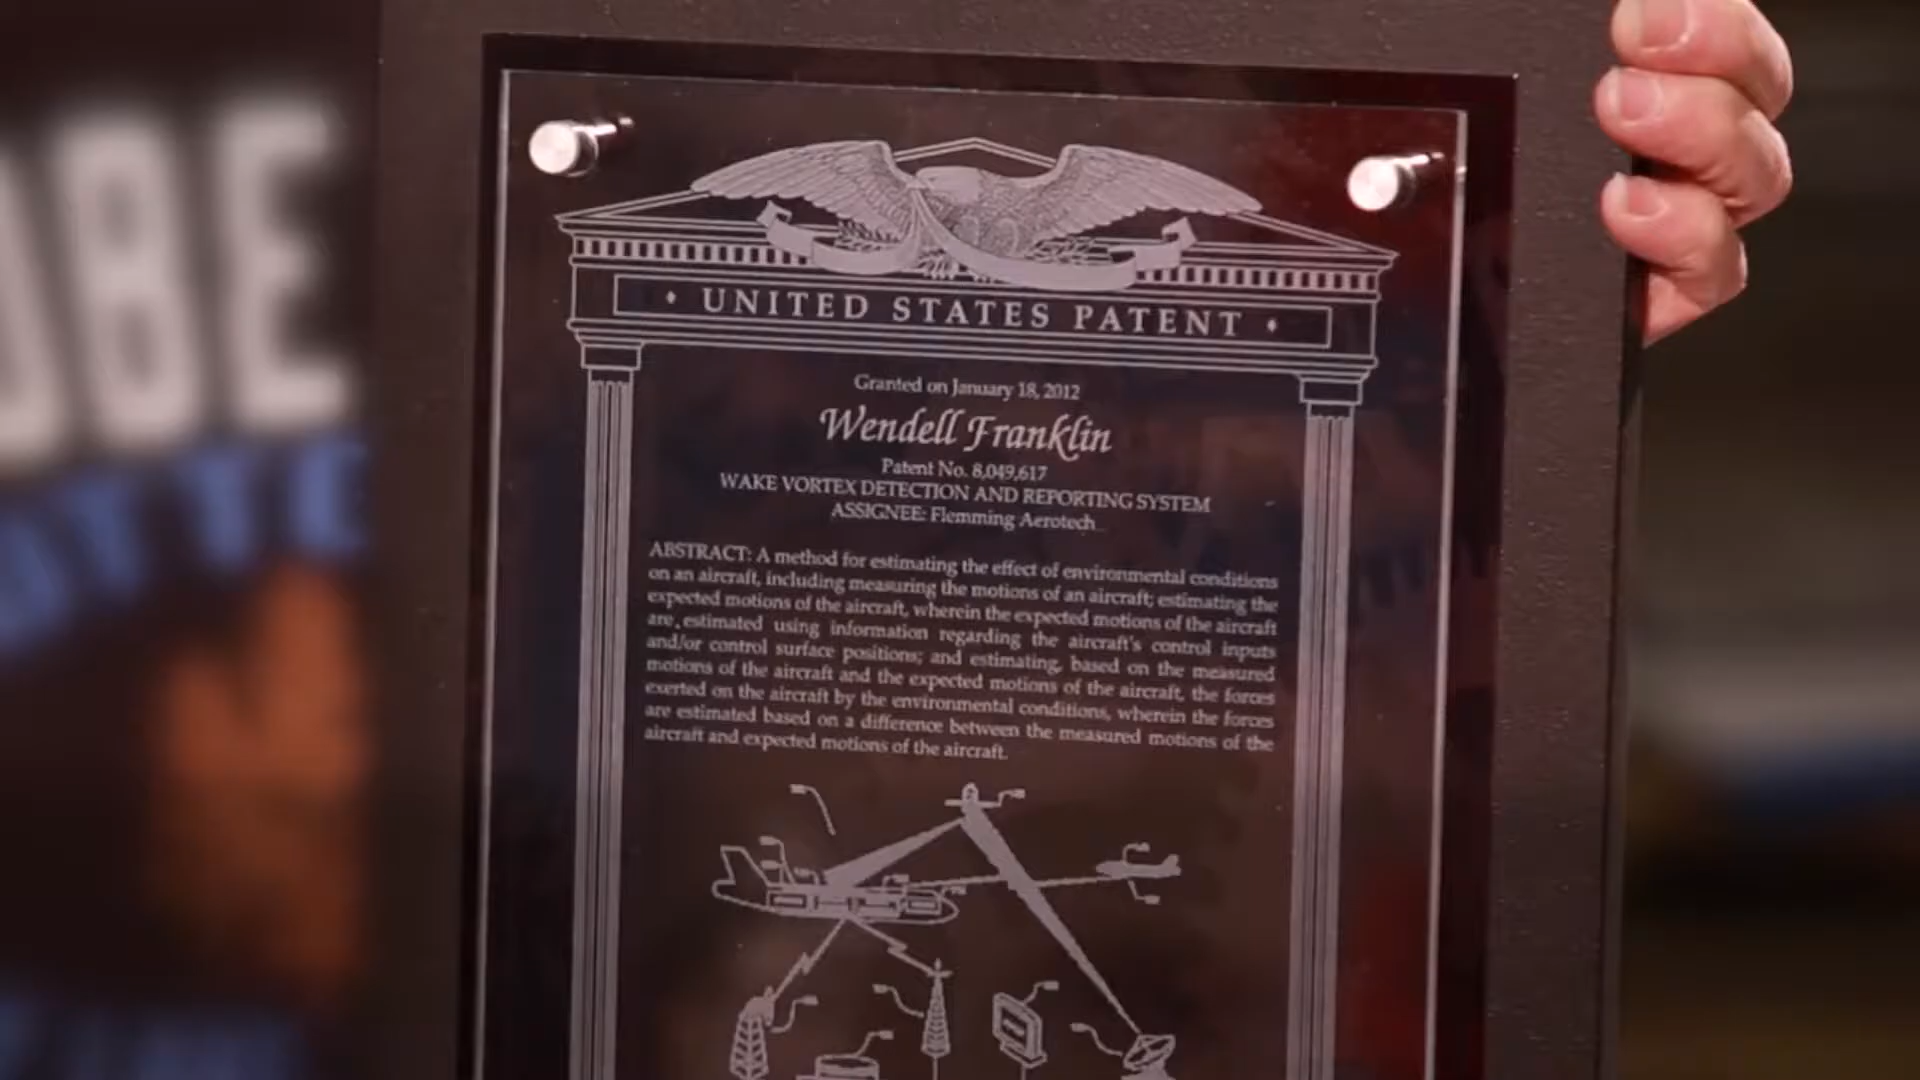 UNITED STATES PATENT
Granted on January 18, 2012
Wendell Franklin
Patent No. 8,049,617
WAKE VORTEX DETECTION AND REPORTING SYSTEM
ASSIGNEE: Flemming Aerotech
ABSTRACT: A method for estimating the effect of environmental conditions
on an aircraft, including measuring the motions of an aircraft; estimating the
expected motions of the aircraft, wherein the expected motions of the aircraft
are estimated using information regarding the aircraft's control inputs
and/or control surface positions; and estimating, based on the measured
motions of the aircraft and the expected motions of the aircraft, the forces
exerted on the aircraft by the environmental conditions, wherein the forces
are estimated based on a difference between the measured motions of the
aircraft and expected motions of the aircraft.